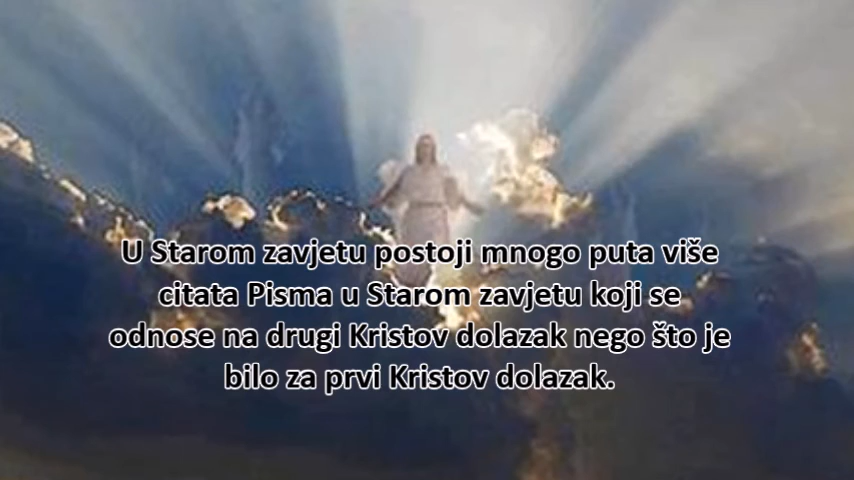 U Starom zavjetu postoji mnogo puta više
citata Pisma u Starom zavjetu koji se
odnose na drugi Kristov dolazak nego što je
bilo za prvi Kristov dolazak.